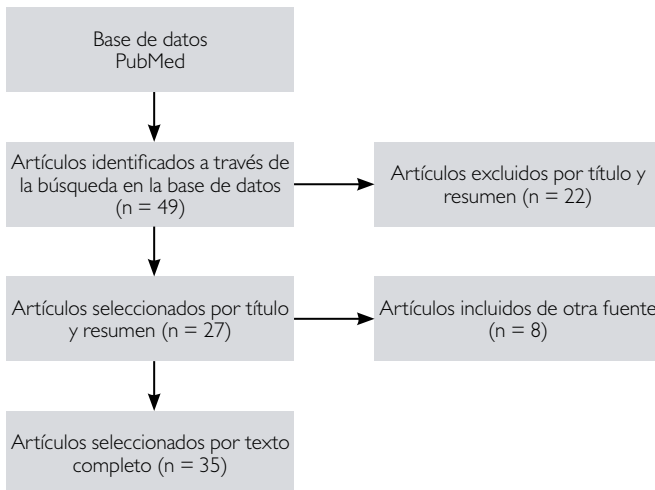 Base de datos
PubMed
Artículos identificados a través de
la búsqueda en la base de datos
(n = 49)
Artículos excluidos por título y
resumen (n = 22)
Artículos seleccionados por título
y resumen (n = 27)
Artículos incluidos de otra fuente
(n = 8)
Artículos seleccionados por texto
completo (n = 35)